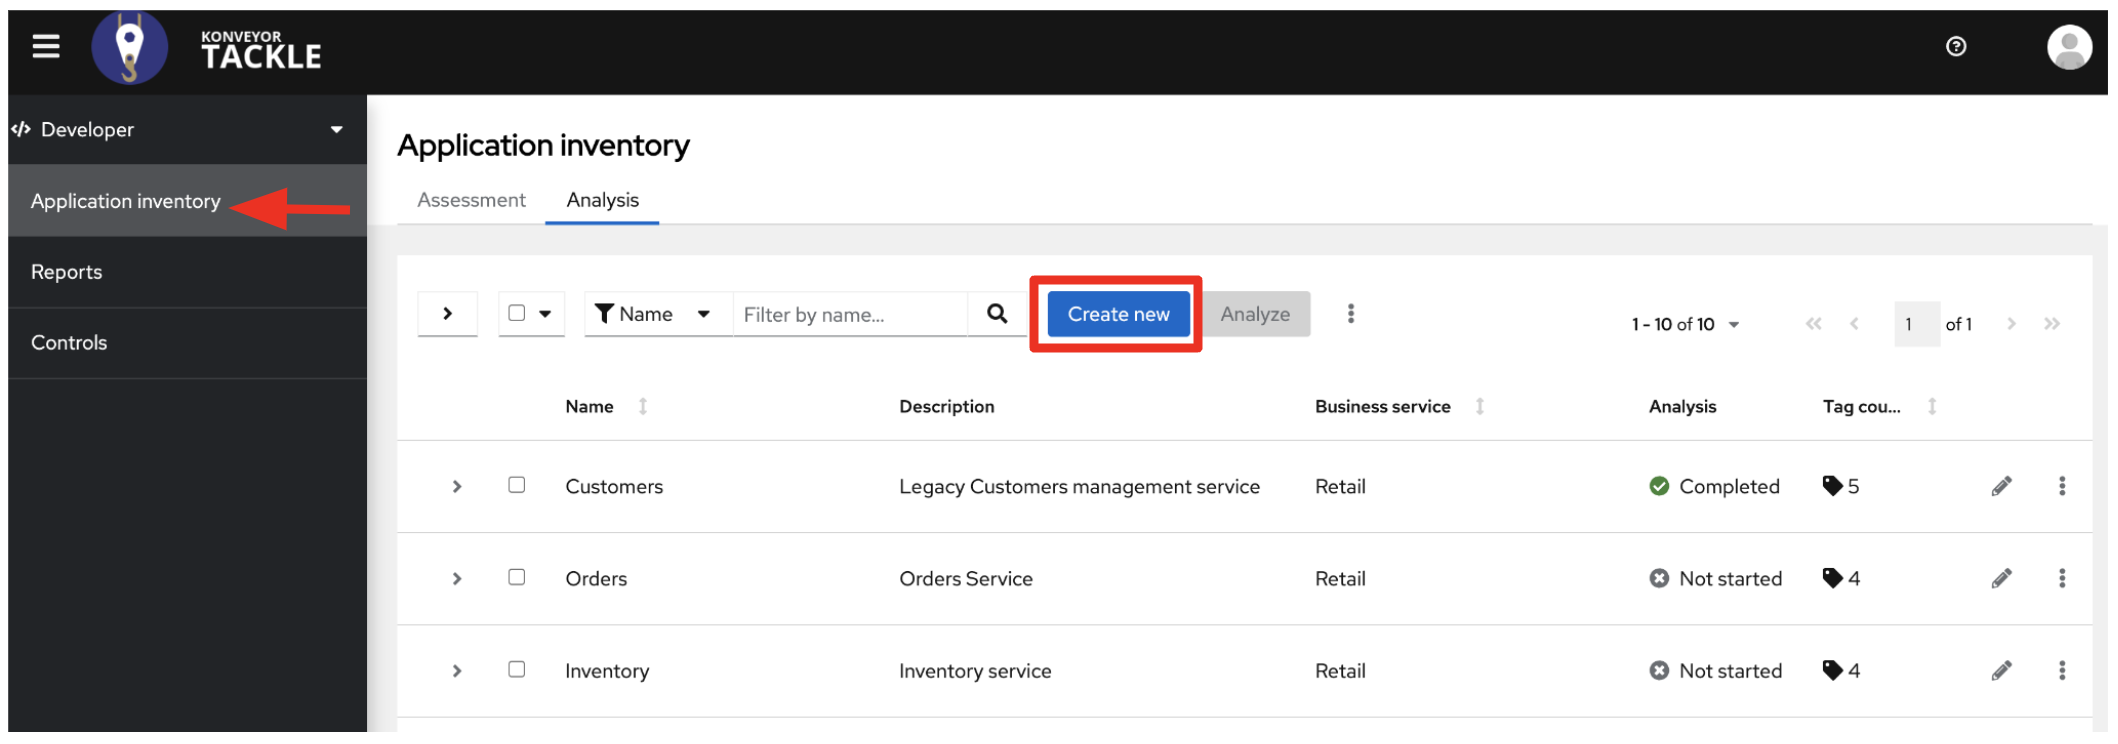 KONVEYOR
TACKLE
Developer
Application inventory
Reports
Controls
Application inventory
Assessment Analysis
Name Filter by name... Create new Analyze 1 - 10 of 10 1 of 1
Name Description Business service Analysis Tag cou...
Customers Legacy Customers management service Retail Completed 5
Orders Orders Service Retail Not started 4
Inventory Inventory service Retail Not started 4